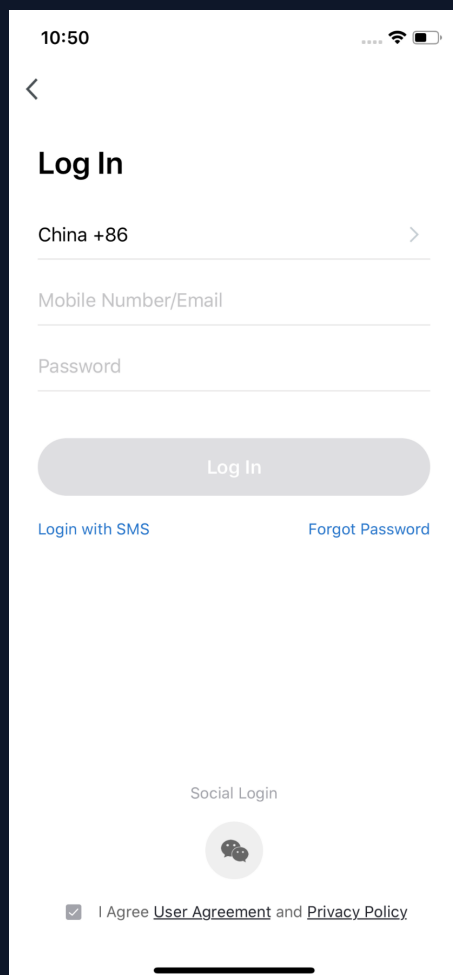 10:50
Log In
China +86
Mobile Number/Email
Password
Log In
Login with SMS Forgot Password
Social Login
I Agree User Agreement and Privacy Policy